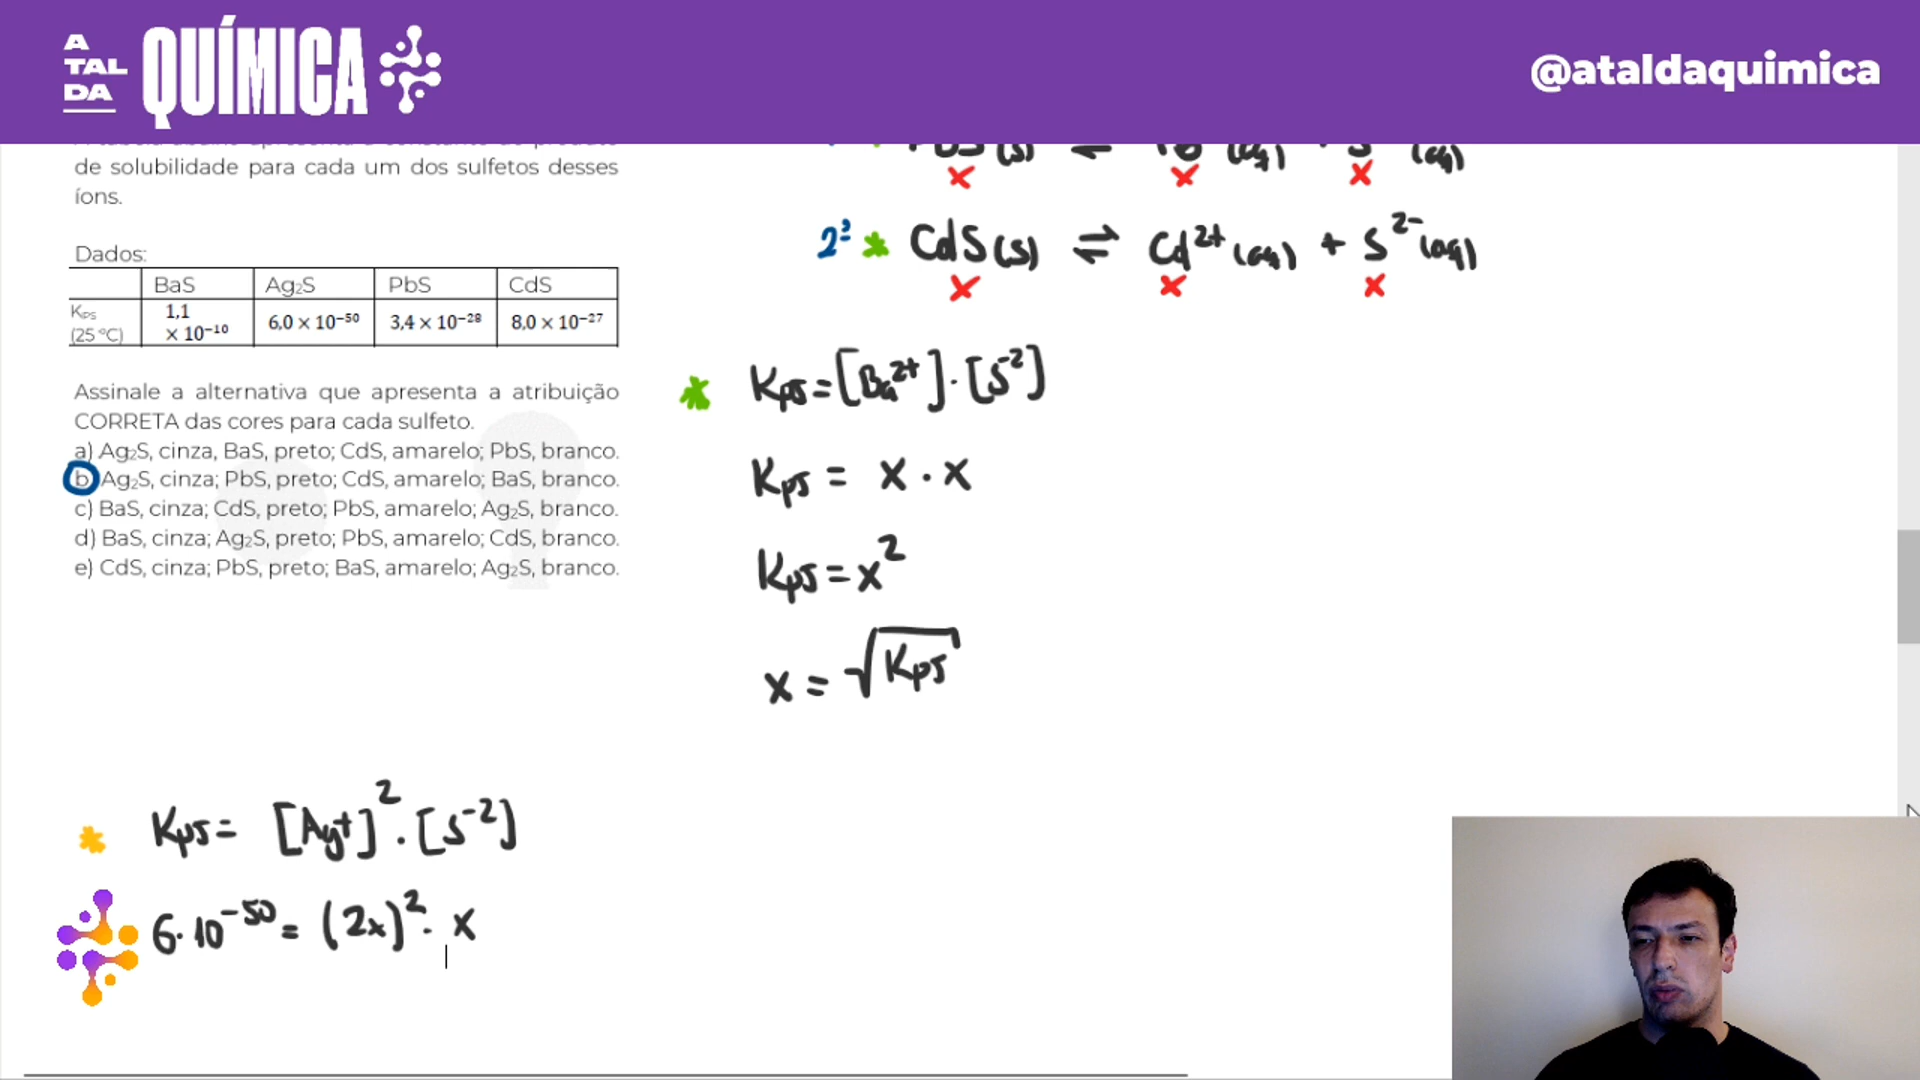 A TAL DA QUÍMICA
@ataldaquimica
de solubilidade para cada um dos sulfetos desses
íons.
Dados:
BaS Ag₂S PbS CdS
Kₚₛ (25 °C) 1,1 × 10⁻¹⁰ 6,0 × 10⁻⁵⁰ 3,4 × 10⁻²⁸ 8,0 × 10⁻²⁷
Assinale a alternativa que apresenta a atribuição
CORRETA das cores para cada sulfeto.
a) Ag₂S, cinza, BaS, preto; CdS, amarelo; PbS, branco.
b) Ag₂S, cinza; PbS, preto; CdS, amarelo; BaS, branco.
c) BaS, cinza; CdS, preto; PbS, amarelo; Ag₂S, branco.
d) BaS, cinza; Ag₂S, preto; PbS, amarelo; CdS, branco.
e) CdS, cinza; PbS, preto; BaS, amarelo; Ag₂S, branco.
x x x
* CdS(s) ⇌ Cd²⁺(aq) + S²⁻(aq)
x x x
* Kps = [Ba²⁺] · [S⁻²]
Kps = x · x
Kps = x²
x = √Kps
* Kps = [Ag⁺]² · [S⁻²]
6 · 10⁻⁵⁰ = (2x)² · x